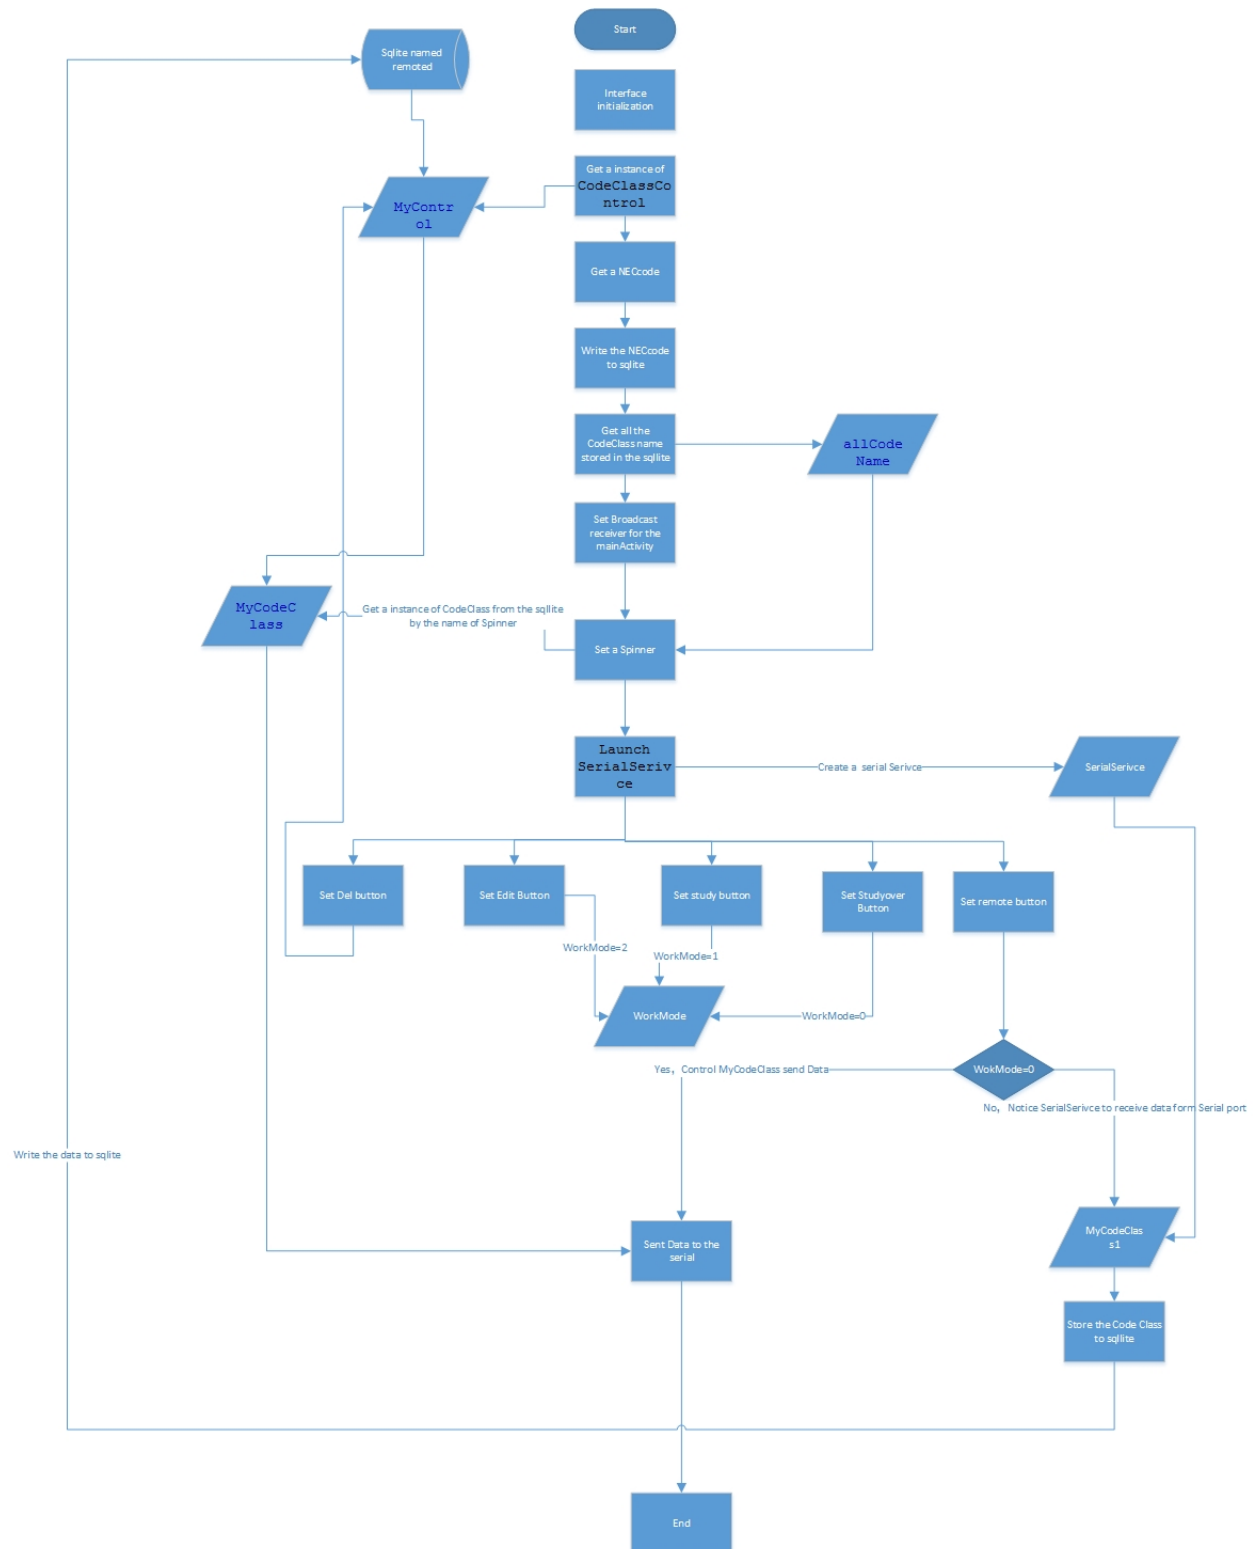 Start
Sqlite named
remoted
Interface
initialization
Get a instance of
CodeClassCo
ntrol
MyContr
ol
Get a NECcode
Write the NECcode
to sqlite
Get all the
CodeClass name
stored in the sqllite
allCode
Name
Set Broadcast
receiver for the
mainActivity
MyCodeC
lass
Get a instance of CodeClass from the sqllite
by the name of Spinner
Set a Spinner
Launch
SerialSeriv
ce
Create a serial Serivce
SerialSerivce
Set Del button
Set Edit Button
Set study button
Set Studyover
Button
Set remote button
WorkMode=2
WorkMode=1
WorkMode
WorkMode=0
Yes，Control MyCodeClass send Data
WokMode=0
No，Notice SerialSerivce to receive data form Serial port
Write the data to sqlite
Sent Data to the
serial
MyCodeClas
s1
Store the Code Class
to sqllite
End